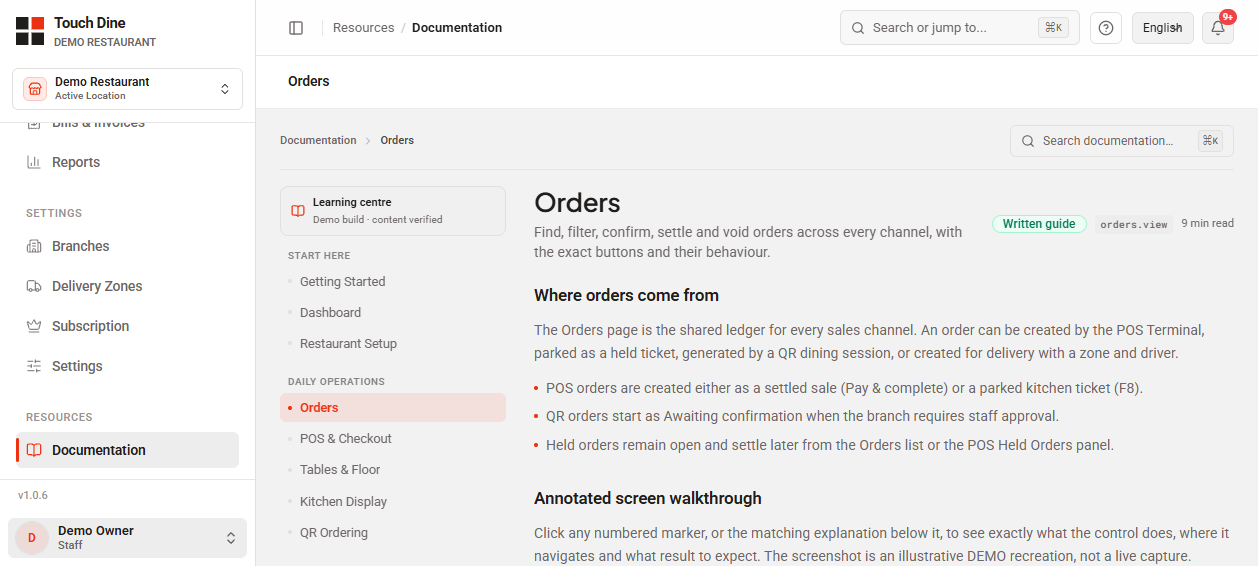 Touch Dine
DEMO RESTAURANT
Demo Restaurant
Active Location
Bills & Invoices
Reports
SETTINGS
Branches
Delivery Zones
Subscription
Settings
RESOURCES
Documentation
v1.0.6
D
Demo Owner
Staff
Resources / Documentation
Search or jump to...
⌘K
English
9+
Orders
Documentation > Orders
Search documentation...
⌘K
Learning centre
Demo build · content verified
START HERE
Getting Started
Dashboard
Restaurant Setup
DAILY OPERATIONS
Orders
POS & Checkout
Tables & Floor
Kitchen Display
QR Ordering
Orders
Find, filter, confirm, settle and void orders across every channel, with
the exact buttons and their behaviour.
Written guide
orders.view
9 min read
Where orders come from
The Orders page is the shared ledger for every sales channel. An order can be created by the POS Terminal,
parked as a held ticket, generated by a QR dining session, or created for delivery with a zone and driver.
POS orders are created either as a settled sale (Pay & complete) or a parked kitchen ticket (F8).
QR orders start as Awaiting confirmation when the branch requires staff approval.
Held orders remain open and settle later from the Orders list or the POS Held Orders panel.
Annotated screen walkthrough
Click any numbered marker, or the matching explanation below it, to see exactly what the control does, where it
navigates and what result to expect. The screenshot is an illustrative DEMO recreation, not a live capture.